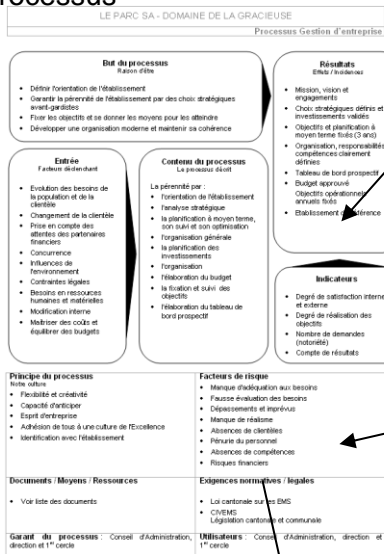 rocessus
LE PARC SA - DOMAINE DE LA GRACIEUSE
Processus Gestion d'entreprise
But du processus
Raison d'être
• Définir l'orientation de l'établissement
• Garantir la pérennité de l'établissement par des choix stratégiques
avant-gardistes
• Fixer les objectifs et se donner les moyens pour les atteindre
• Développer une organisation moderne et maintenir sa cohérence
Résultats
Effets / Incidences
• Mission, vision et
engagements
• Choix stratégiques définis et
investissements validés
• Objectifs et planification à
moyen terme fixés (3 ans)
• Organisation, responsabilités
compétences clairement
définies
• Tableau de bord prospectif
• Budget approuvé
Objectifs opérationnels
annuels fixés
• Etablissement
Entrée
Facteurs déclenchant
• Evolution des besoins de
la population et de la
clientèle
• Changement de la clientèle
• Prise en compte des
attentes des partenaires
financiers
• Concurrence
• Influences de
l'environnement
• Contraintes légales
• Besoins en ressources
humaines et matérielles
• Modification interne
• Maîtriser des coûts et
équilibrer des budgets
Contenu du processus
Le processus décrit
La pérennité par :
• l'orientation de l'établissement
• l'analyse stratégique
• la planification à moyen terme,
son suivi et son optimisation
• l'organisation générale
• la planification des
investissements
• l'organisation
• l'élaboration du budget
• la fixation et suivi des
objectifs
• l'élaboration du tableau de
bord prospectif
Indicateurs
• Degré de satisfaction interne
et externe
• Degré de réalisation des
objectifs
• Nombre de demandes
(notoriété)
• Compte de résultats
Principe du processus
Notre culture
• Flexibilité et créativité
• Capacité d'anticiper
• Esprit d'entreprise
• Adhésion de tous à une culture de l'Excellence
• Identification avec l'établissement
Facteurs de risque
• Manque d'adéquation aux besoins
• Fausse évaluation des besoins
• Dépassements et imprévus
• Manque de réalisme
• Absences de clientèles
• Pénurie du personnel
• Absences de compétences
• Risques financiers
Documents / Moyens / Ressources
• Voir liste des documents
Exigences normatives / légales
• Loi cantonale sur les EMS
• CIVEMS
Législation cantonale et communale
Garant du processus : Conseil d'Administration,
direction et 1er cercle
Utilisateurs : Conseil d'Administration, direction et
1er cercle